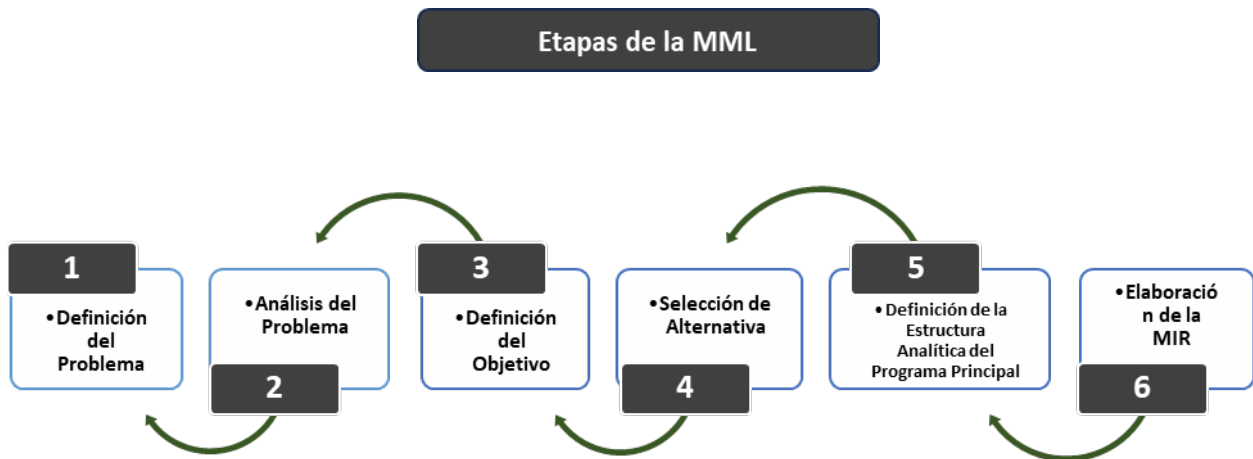 Etapas de la MML
1
•Definición
del
Problema
•Análisis del
Problema
2
3
•Definición
del
Objetivo
•Selección de
Alternativa
4
5
•Definición de la
Estructura
Analítica del
Programa Principal
•Elaboració
n de la
MIR
6